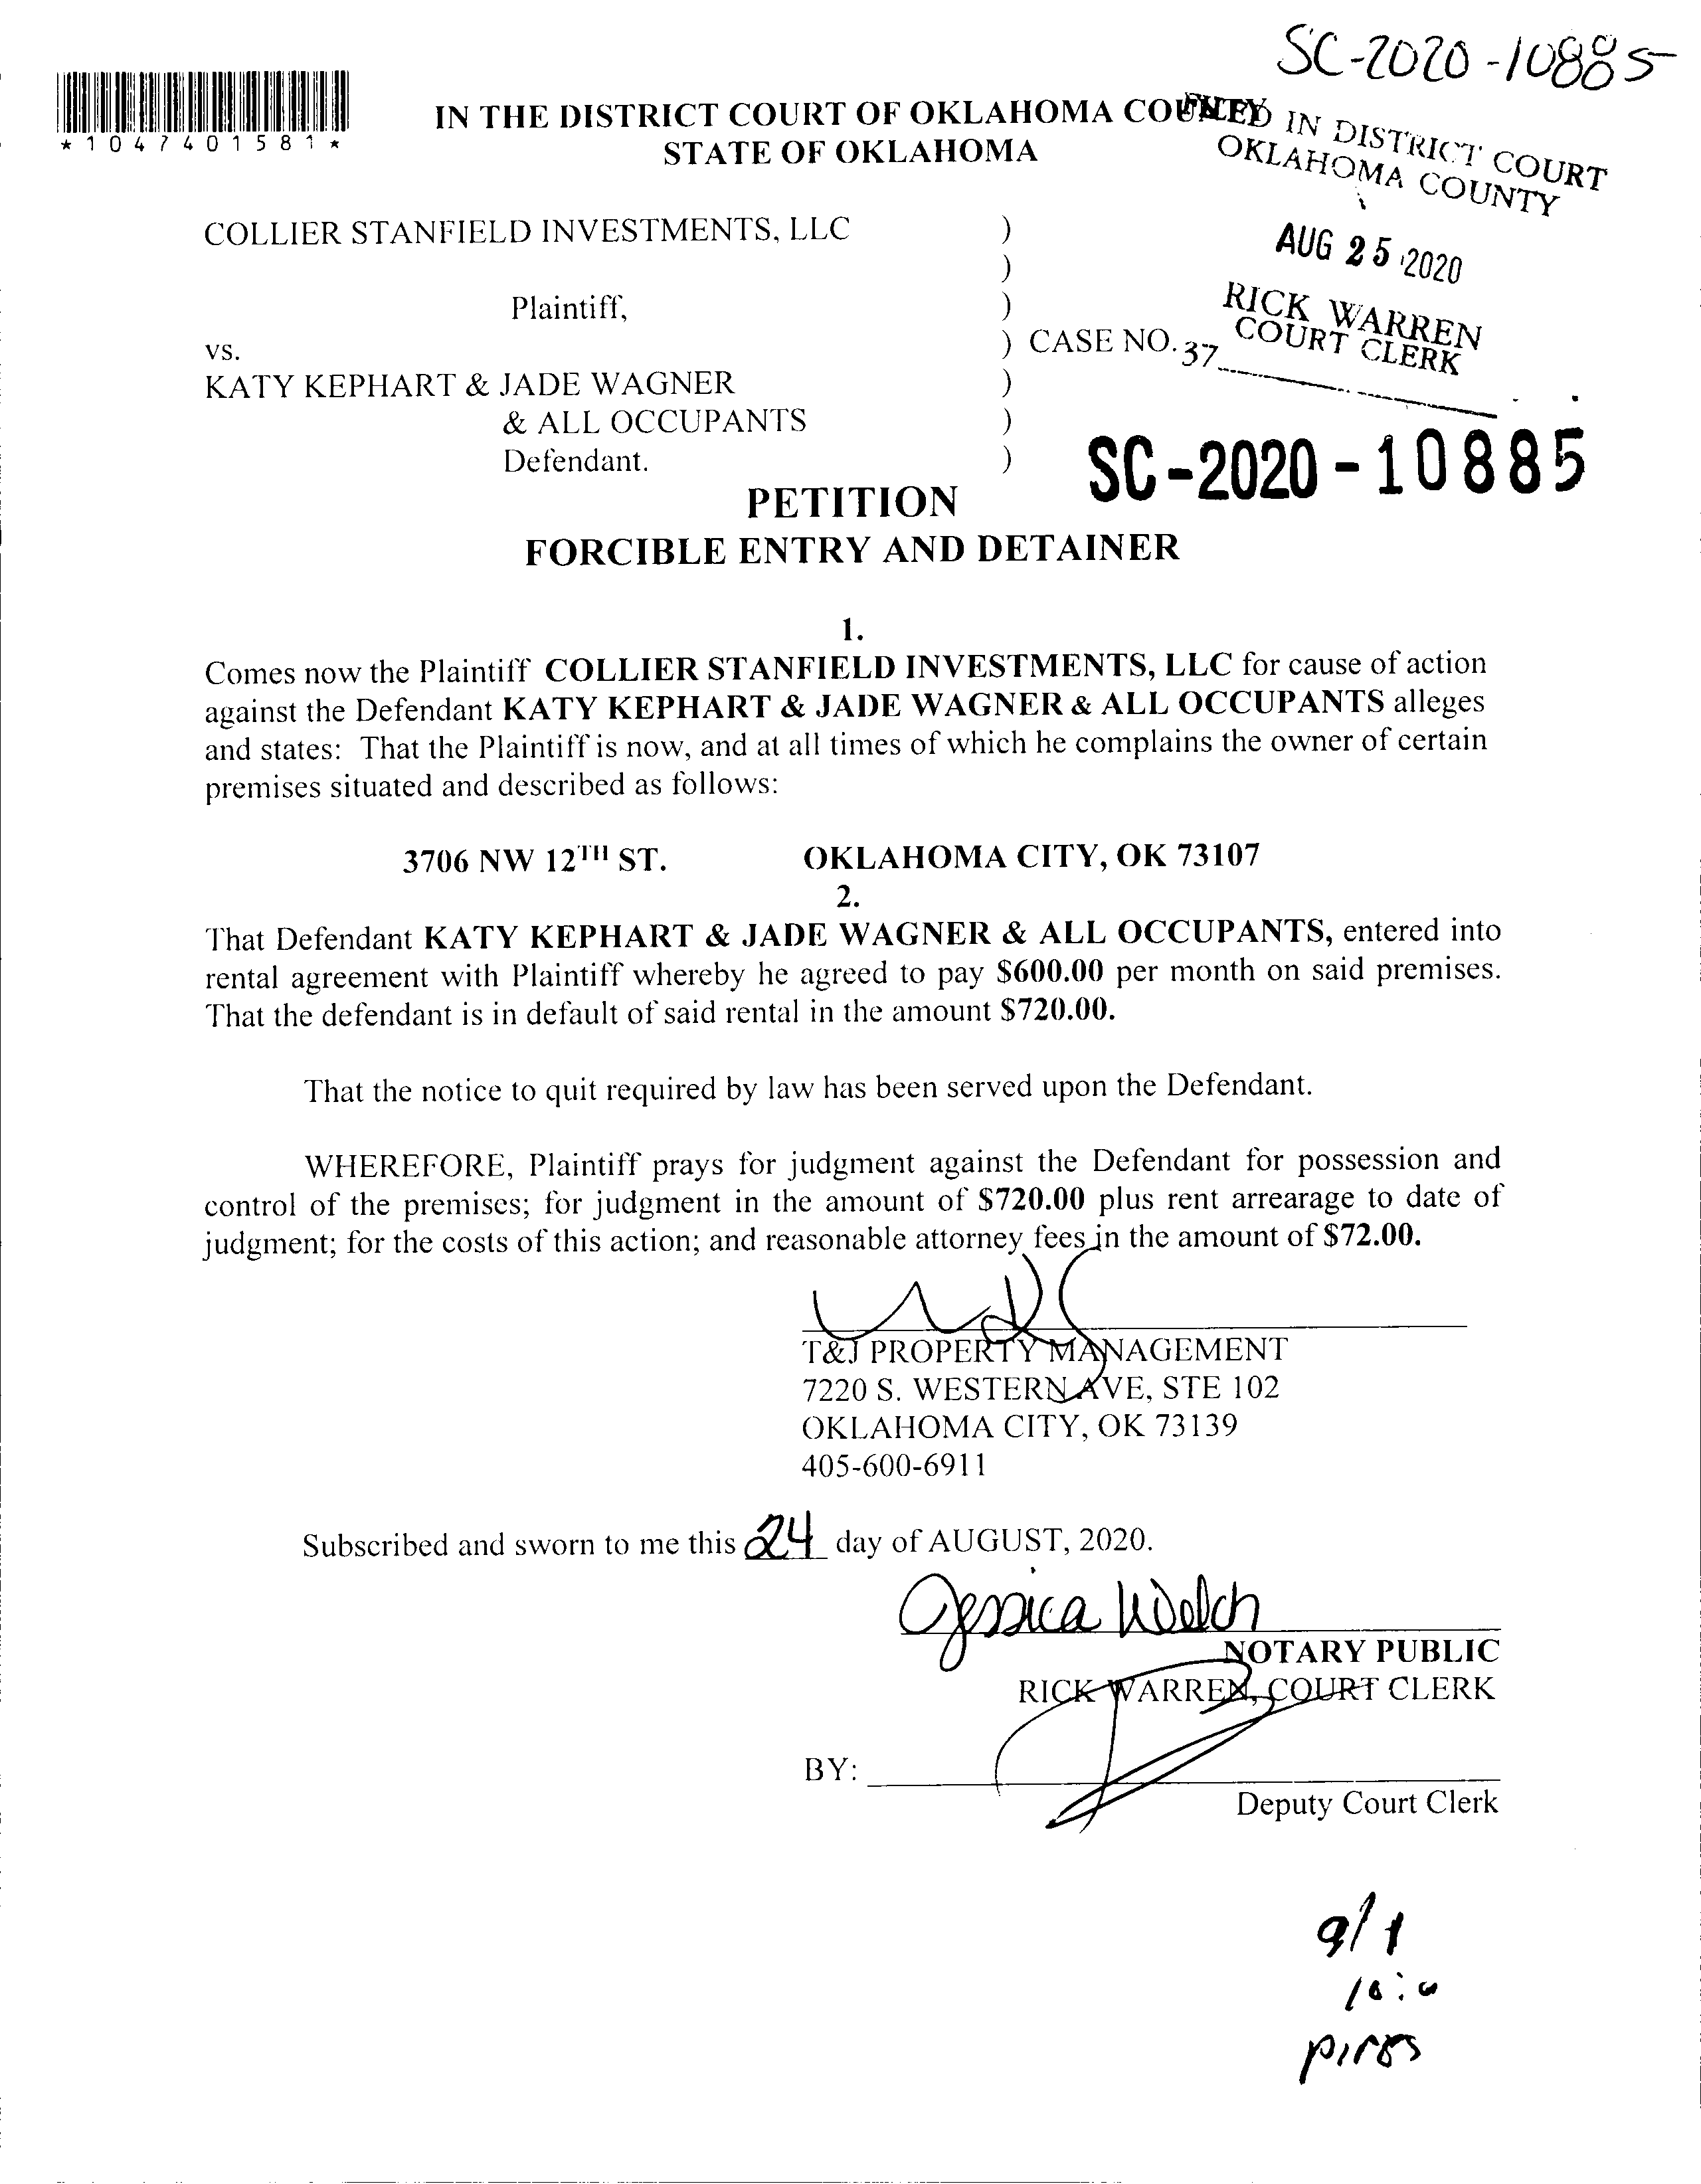 SC-2020-10885
*1047401581*
IN THE DISTRICT COURT OF OKLAHOMA COUNTY
STATE OF OKLAHOMA
FILED IN DISTRICT COURT
OKLAHOMA COUNTY
AUG 25 2020
RICK WARREN
COURT CLERK
37
COLLIER STANFIELD INVESTMENTS, LLC )
)
Plaintiff, )
vs. ) CASE NO.
KATY KEPHART & JADE WAGNER )
& ALL OCCUPANTS )
Defendant. )
SC-2020-10885
PETITION
FORCIBLE ENTRY AND DETAINER
1.
Comes now the Plaintiff COLLIER STANFIELD INVESTMENTS, LLC for cause of action
against the Defendant KATY KEPHART & JADE WAGNER & ALL OCCUPANTS alleges
and states: That the Plaintiff is now, and at all times of which he complains the owner of certain
premises situated and described as follows:
3706 NW 12TH ST. OKLAHOMA CITY, OK 73107
2.
That Defendant KATY KEPHART & JADE WAGNER & ALL OCCUPANTS, entered into
rental agreement with Plaintiff whereby he agreed to pay $600.00 per month on said premises.
That the defendant is in default of said rental in the amount $720.00.
That the notice to quit required by law has been served upon the Defendant.
WHEREFORE, Plaintiff prays for judgment against the Defendant for possession and
control of the premises; for judgment in the amount of $720.00 plus rent arrearage to date of
judgment; for the costs of this action; and reasonable attorney fees in the amount of $72.00.
T&J PROPERTY MANAGEMENT
7220 S. WESTERN AVE, STE 102
OKLAHOMA CITY, OK 73139
405-600-6911
Subscribed and sworn to me this 24 day of AUGUST, 2020.
Jessica Welch
NOTARY PUBLIC
RICK WARREN, COURT CLERK
BY:
Deputy Court Clerk
9/1